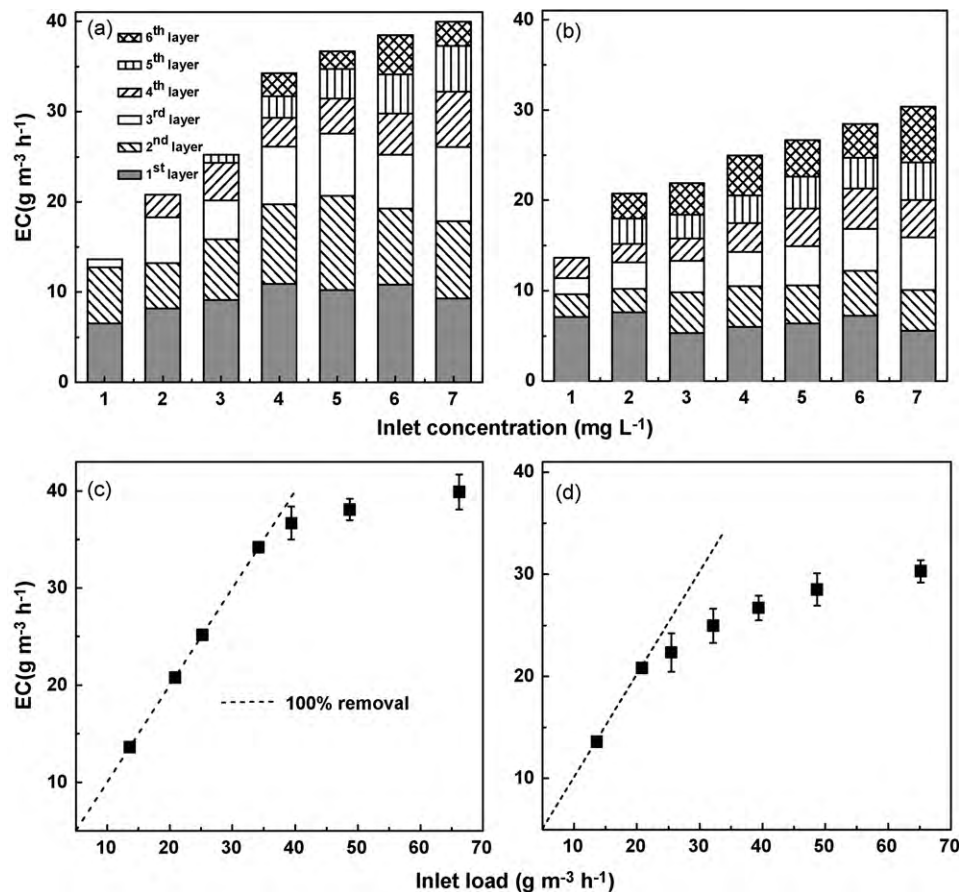 (a)
6th layer
5th layer
4th layer
3rd layer
2nd layer
1st layer
EC(g m-3 h-1)
40
30
20
10
0
1 2 3 4 5 6 7
(b)
40
30
20
10
0
1 2 3 4 5 6 7
Inlet concentration (mg L-1)
(c)
EC(g m-3 h-1)
40
30
20
10
100% removal
10 20 30 40 50 60 70
(d)
40
30
20
10
10 20 30 40 50 60 70
Inlet load (g m-3 h-1)